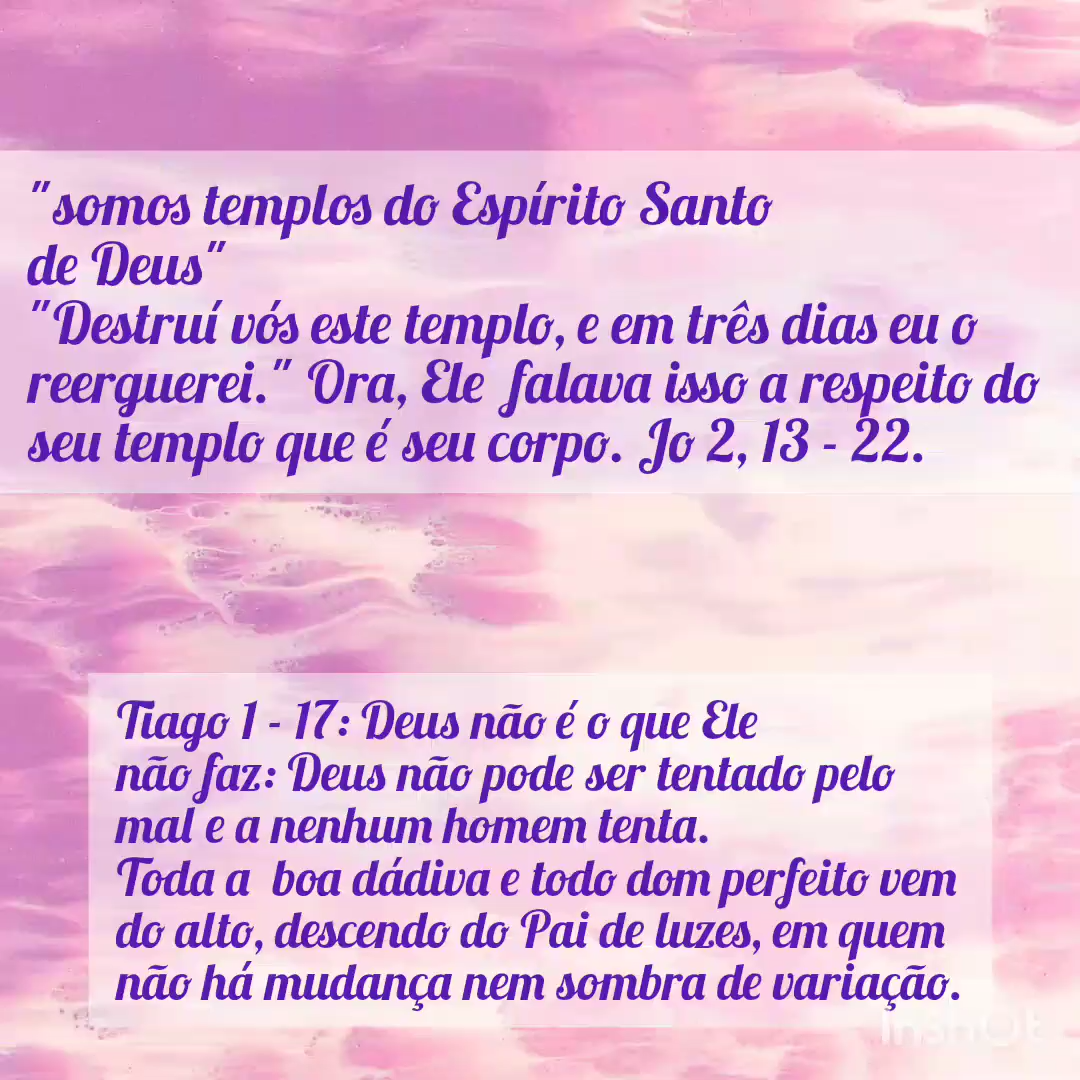 "somos templos do Espírito Santo
de Deus"
"Destruí vós este templo, e em três dias eu o
reerguerei." Ora, Ele falava isso a respeito do
seu templo que é seu corpo. Jo 2, 13 - 22.
Tiago 1 - 17: Deus não é o que Ele
não faz: Deus não pode ser tentado pelo
mal e a nenhum homem tenta.
Toda a boa dádiva e todo dom perfeito vem
do alto, descendo do Pai de luzes, em quem
não há mudança nem sombra de variação.
InShOt